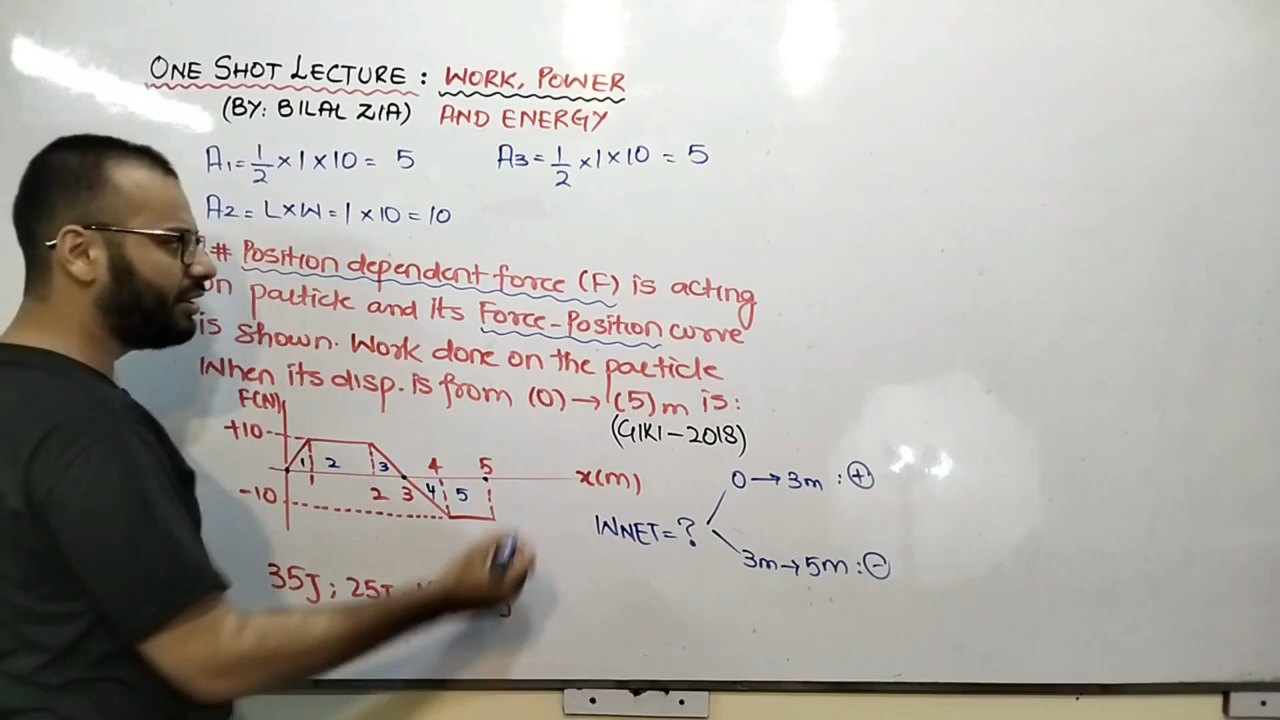 ONE SHOT LECTURE: WORK, POWER
(BY: BILAL ZIA) AND ENERGY
A1 = 1/2 × 1 × 10 = 5
A3 = 1/2 × 1 × 10 = 5
A2 = L×W = 1 × 10 = 10
# Position dependent force (F) is acting
on particle and its Force-Position curve
is shown. Work done on the particle
When its disp. is from (0) → (5)m is:
(GIKI-2018)
F(N)
+10
1 2 3
4 5
x(m)
2 3 4 5
-10
WNET = ?
0 → 3m : +
3m → 5m : -
35J ; 25J